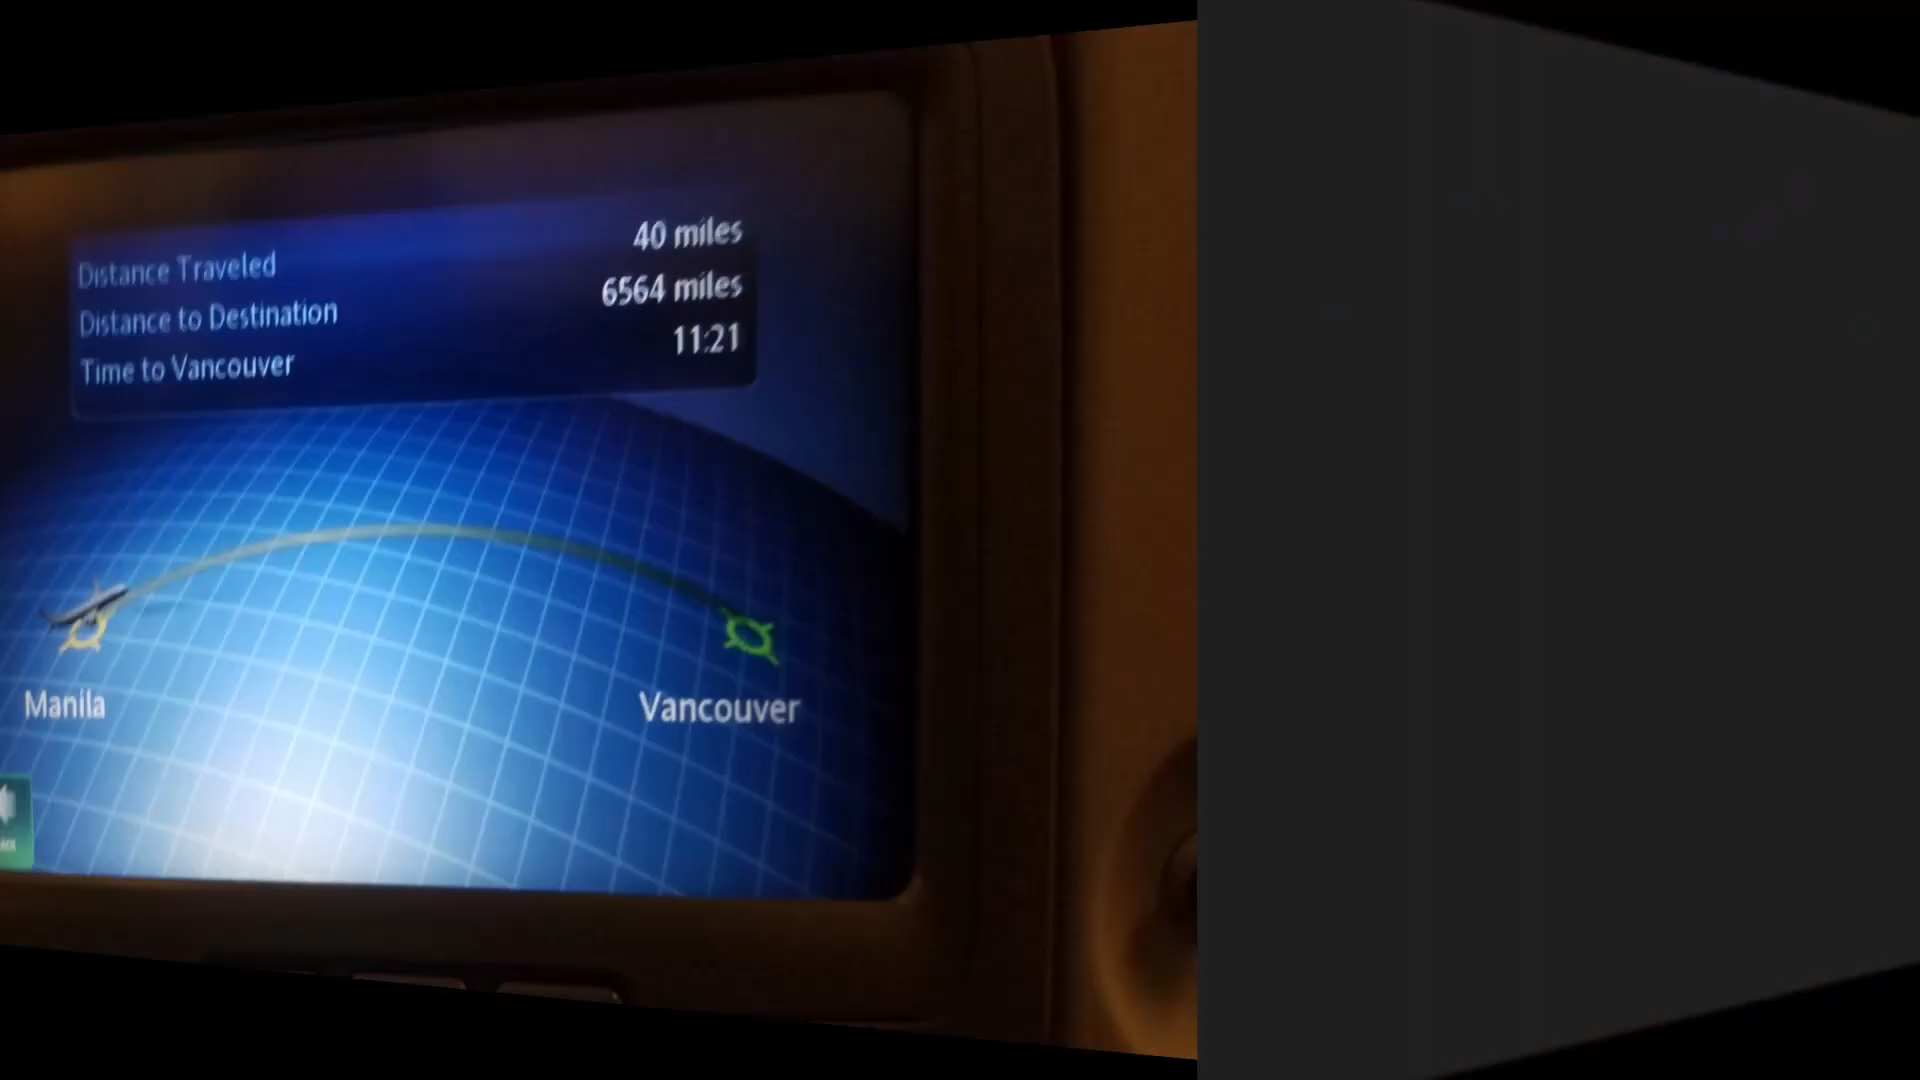 Distance Traveled 40 miles
Distance to Destination 6564 miles
Time to Vancouver 11:21
Manila
Vancouver